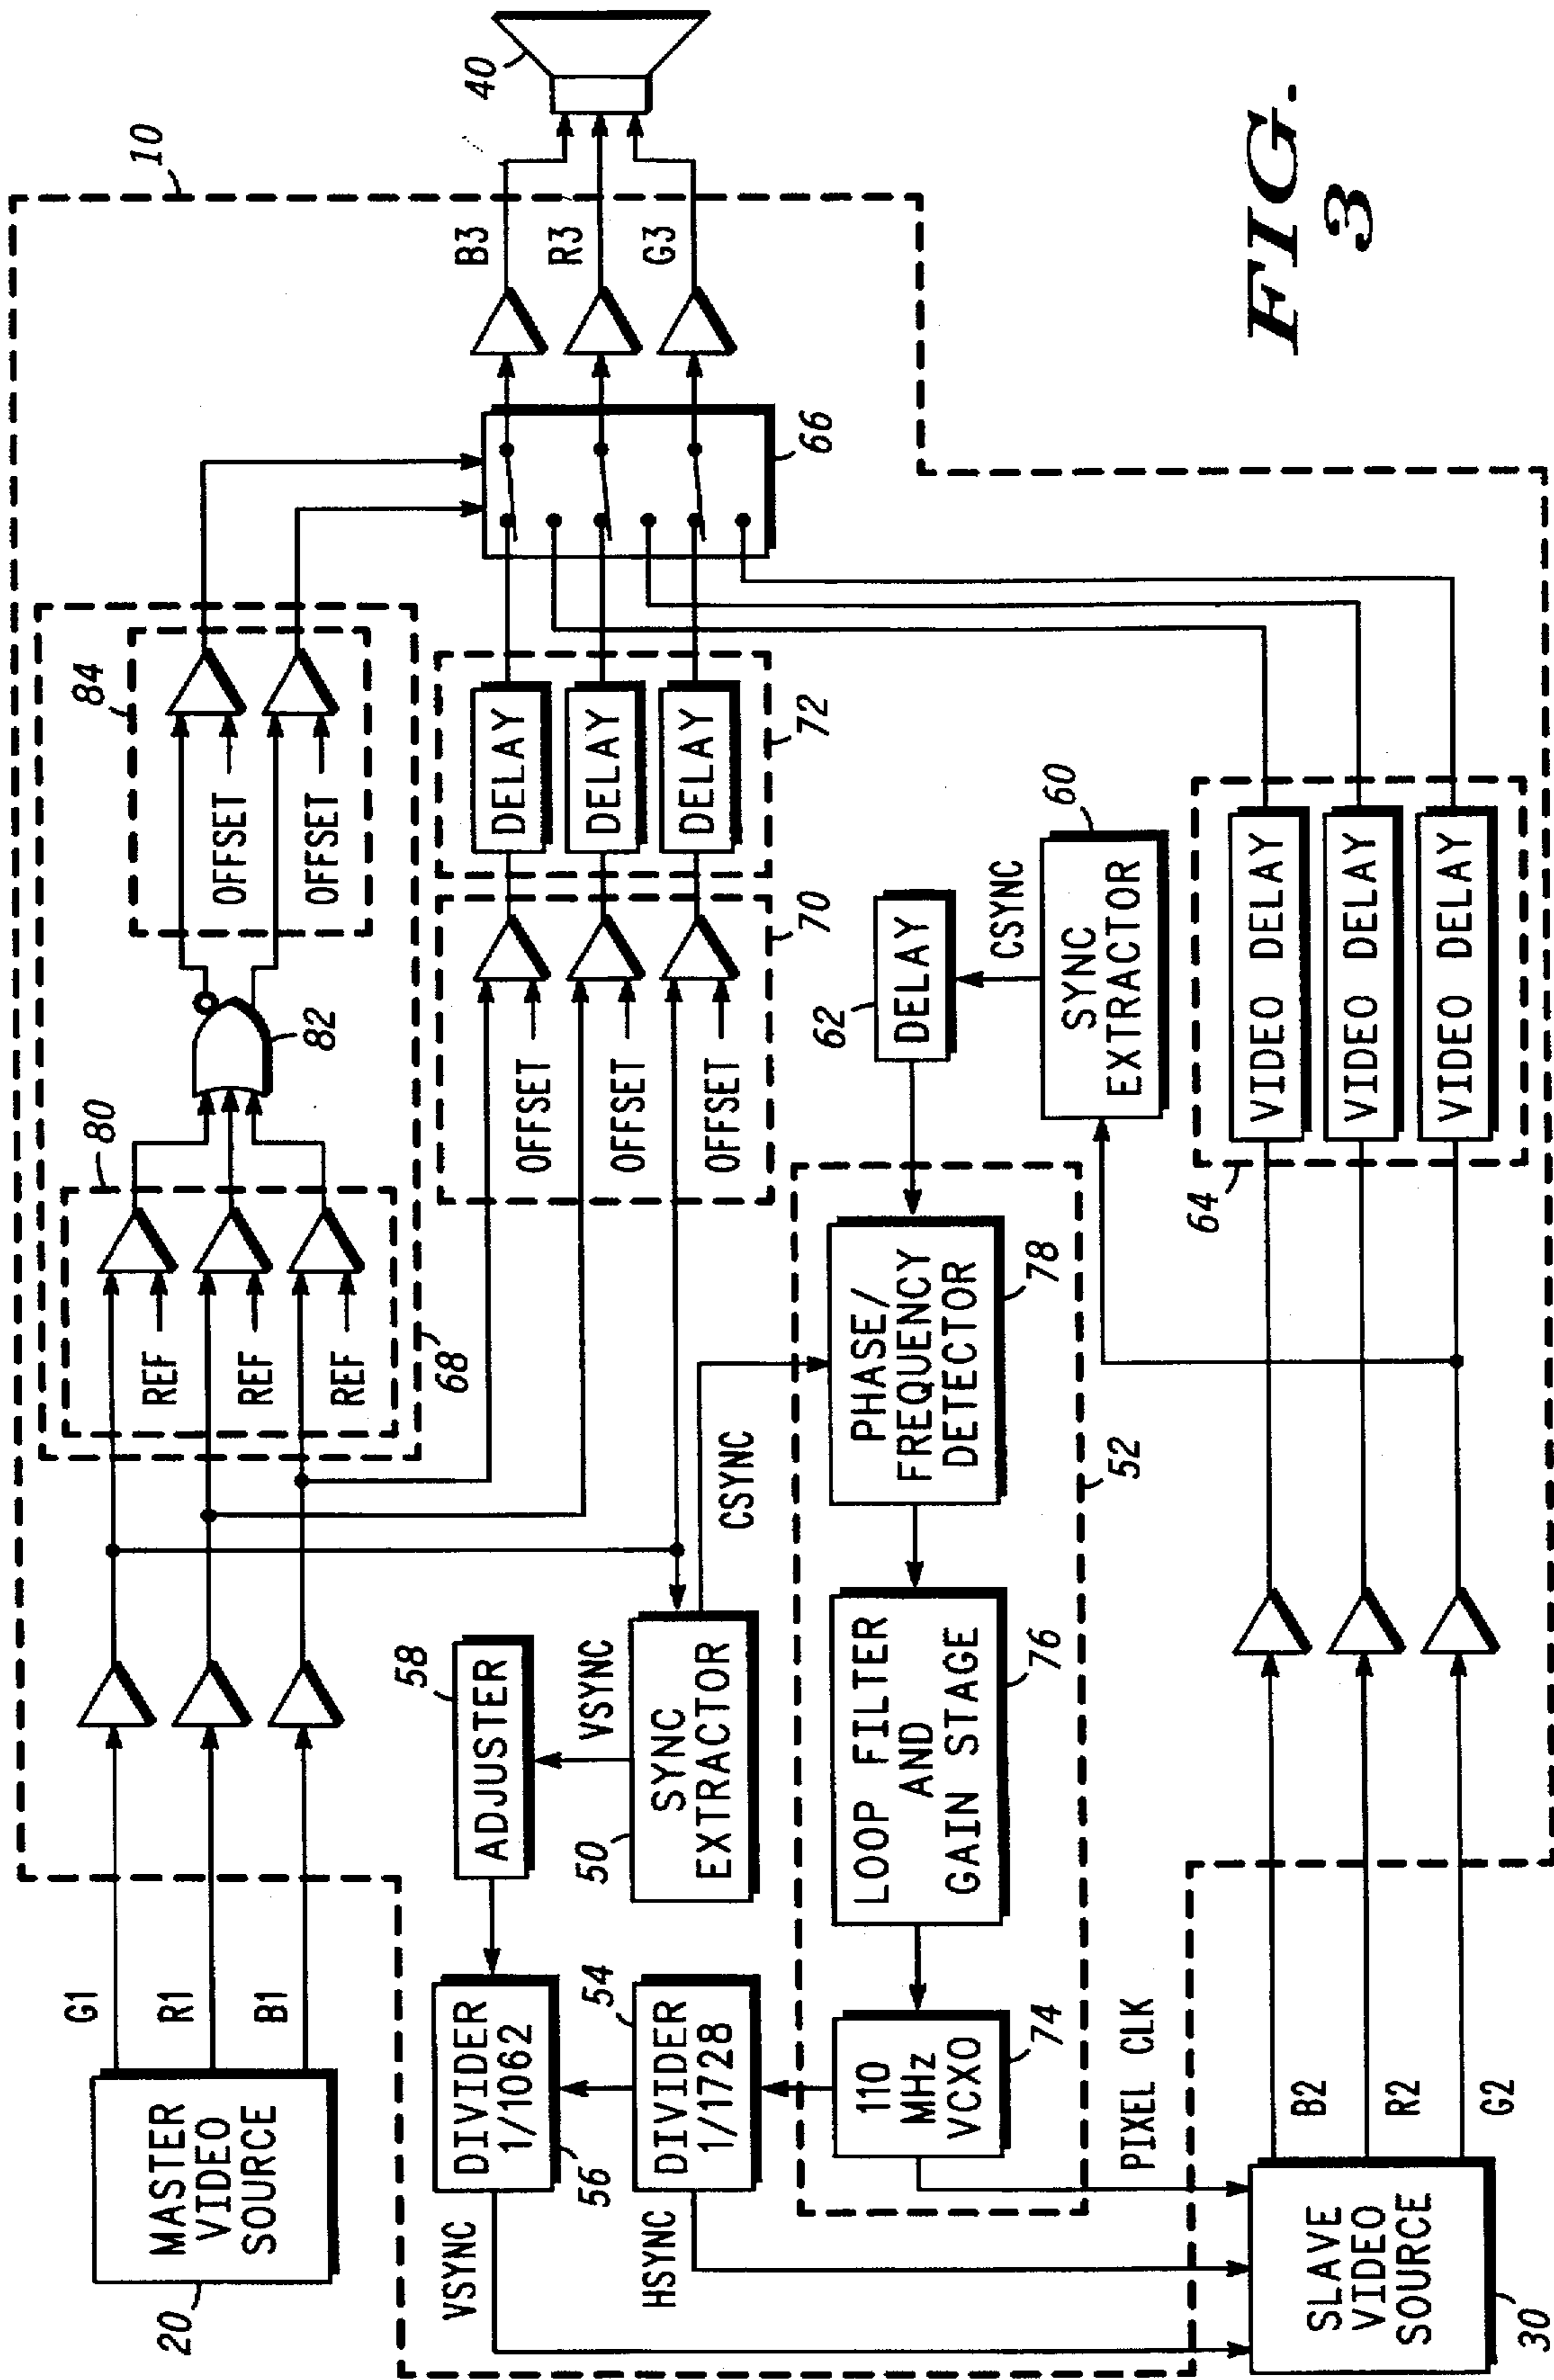 FIG. 3
10
40
MASTER
VIDEO
SOURCE
20
G1
R1
B1
REF
REF
REF
80
68
82
OFFSET
OFFSET
84
B3
R3
G3
66
OFFSET
OFFSET
OFFSET
70
DELAY
DELAY
DELAY
72
ADJUSTER
58
VSYNC
SYNC
EXTRACTOR
50
CSYNC
DIVIDER
1/1062
56
VSYNC
DIVIDER
1/1728
54
HSYNC
110
MHz
VCXO
74
LOOP FILTER
AND
GAIN STAGE
76
PHASE/
FREQUENCY
DETECTOR
78
52
DELAY
62
CSYNC
SYNC
EXTRACTOR
60
PIXEL CLK
SLAVE
VIDEO
SOURCE
30
B2
R2
G2
VIDEO DELAY
VIDEO DELAY
VIDEO DELAY
64